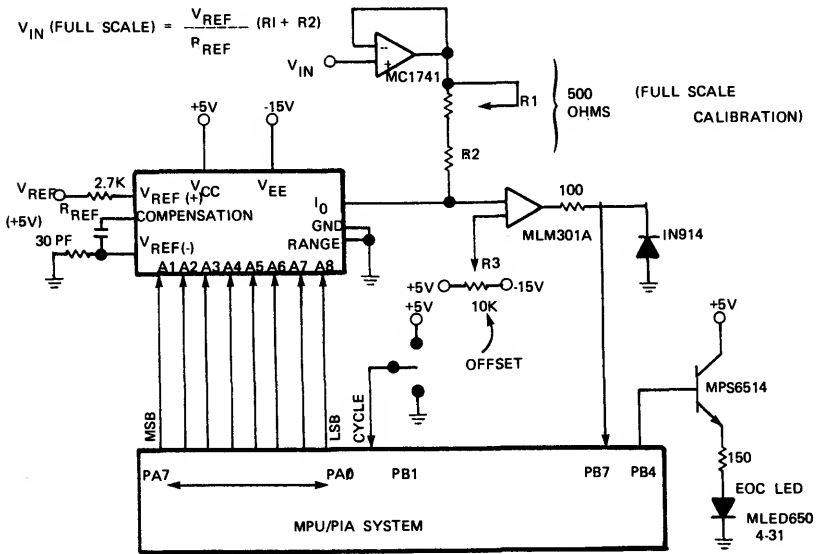 V_IN (FULL SCALE) = V_REF / R_REF (R1 + R2)
V_IN
MC1741
R1
500
OHMS
(FULL SCALE
CALIBRATION)
+5V
-15V
R2
V_REF
2.7K
V_REF(+)
V_CC
V_EE
I_0
100
R_REF
COMPENSATION
(+5V)
GND
MLM301A
30 PF
V_REF(-)
RANGE
IN914
A1 A2 A3 A4 A5 A6 A7 A8
R3
+5V
-15V
10K
+5V
+5V
OFFSET
MPS6514
MSB
LSB
CYCLE
150
PA7
PA0
PB1
PB7
PB4
EOC LED
MPU/PIA SYSTEM
MLED650
4-31